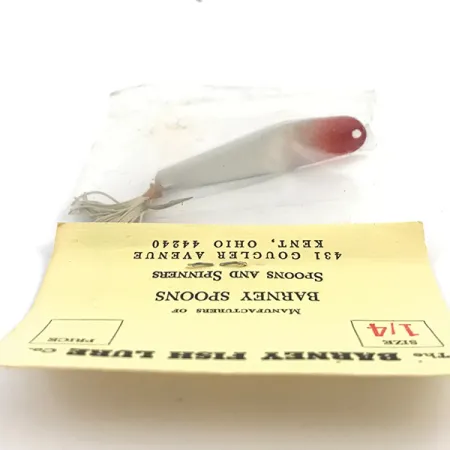 THE BARNEY FISH LURE Co.
SIZE
1/4
PRICE
MANUFACTURERS OF
BARNEY SPOONS
SPOONS AND SPINNERS
431 GOUGLER AVENUE
KENT, OHIO 44240